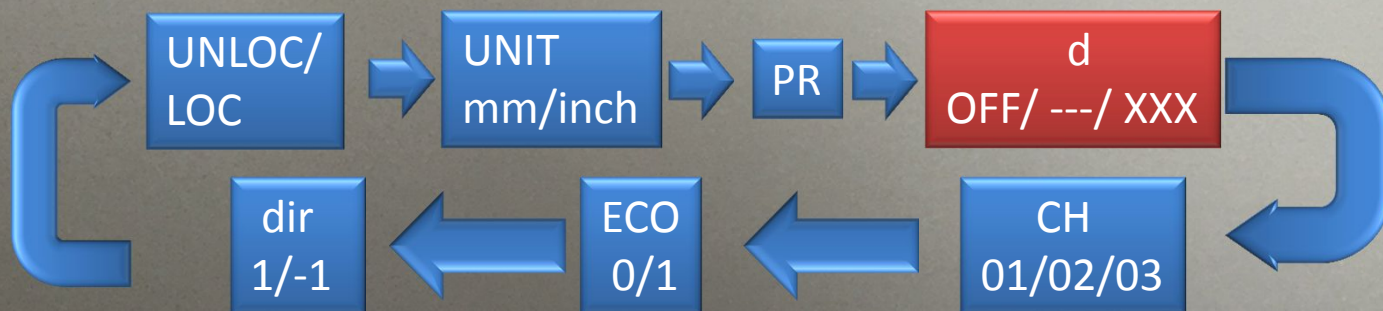 UNLOC/
LOC
UNIT
mm/inch
PR
d
OFF/ ---/ XXX
dir
1/-1
ECO
0/1
CH
01/02/03